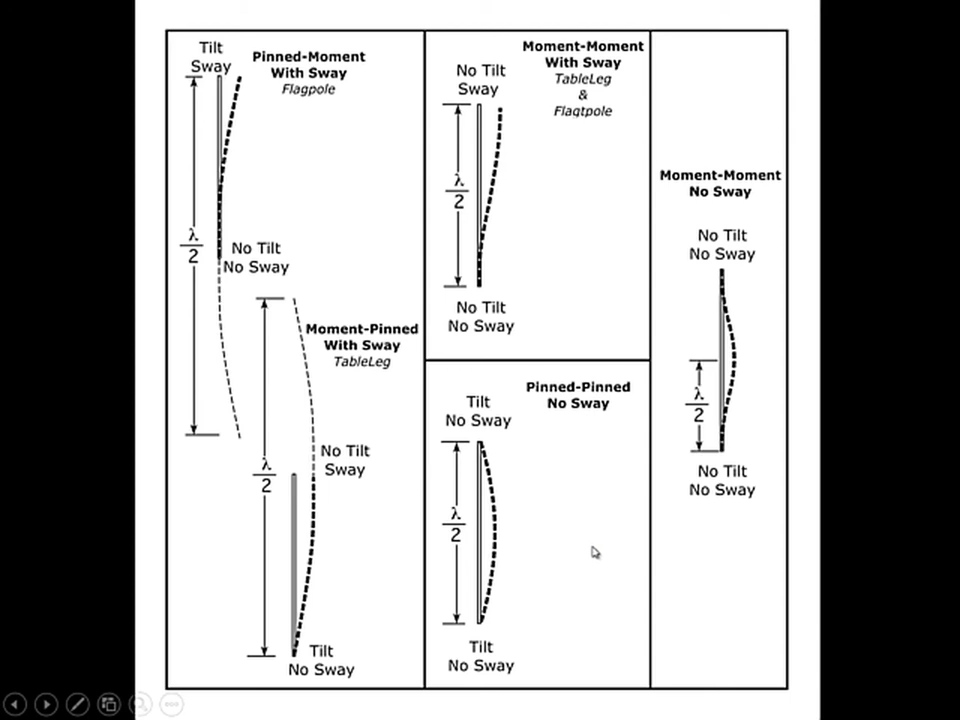 Tilt
Sway
Pinned-Moment
With Sway
Flagpole
λ
2
No Tilt
No Sway
Moment-Pinned
With Sway
TableLeg
No Tilt
Sway
λ
2
Tilt
No Sway
Moment-Moment
With Sway
TableLeg
&
Flagtpole
No Tilt
Sway
λ
2
No Tilt
No Sway
Pinned-Pinned
No Sway
Tilt
No Sway
λ
2
Tilt
No Sway
Moment-Moment
No Sway
No Tilt
No Sway
λ
2
No Tilt
No Sway